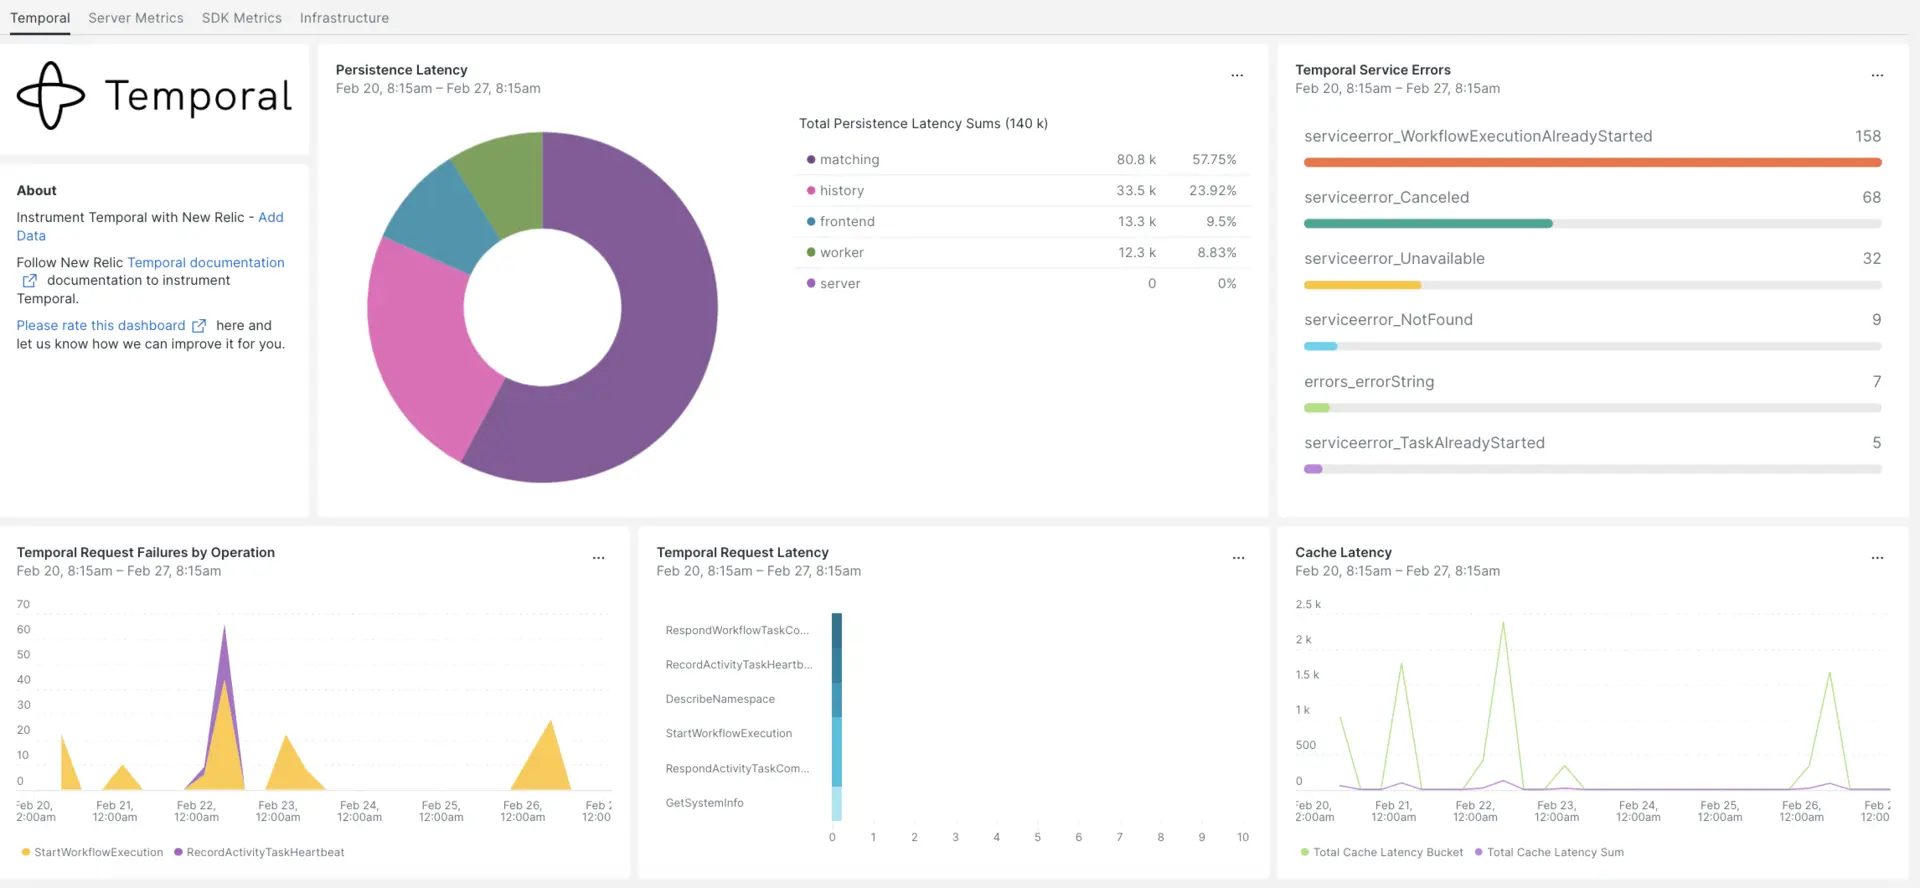 Temporal Server Metrics SDK Metrics Infrastructure
Temporal
About
Instrument Temporal with New Relic - Add
Data
Follow New Relic Temporal documentation
documentation to instrument
Temporal.
Please rate this dashboard here and
let us know how we can improve it for you.
Persistence Latency
Feb 20, 8:15am – Feb 27, 8:15am
...
Total Persistence Latency Sums (140 k)
matching 80.8 k 57.75%
history 33.5 k 23.92%
frontend 13.3 k 9.5%
worker 12.3 k 8.83%
server 0 0%
Temporal Service Errors
Feb 20, 8:15am – Feb 27, 8:15am
...
serviceerror_WorkflowExecutionAlreadyStarted 158
serviceerror_Canceled 68
serviceerror_Unavailable 32
serviceerror_NotFound 9
errors_errorString 7
serviceerror_TaskAlreadyStarted 5
Temporal Request Failures by Operation
Feb 20, 8:15am – Feb 27, 8:15am
...
70
60
50
40
30
20
10
0
Feb 20, Feb 21, Feb 22, Feb 23, Feb 24, Feb 25, Feb 26, Feb 2
2:00am 12:00am 12:00am 12:00am 12:00am 12:00am 12:00am 12:00
StartWorkflowExecution RecordActivityTaskHeartbeat
Temporal Request Latency
Feb 20, 8:15am – Feb 27, 8:15am
...
RespondWorkflowTaskCo...
RecordActivityTaskHeartb...
DescribeNamespace
StartWorkflowExecution
RespondActivityTaskCom...
GetSystemInfo
0 1 2 3 4 5 6 7 8 9 10
Cache Latency
Feb 20, 8:15am – Feb 27, 8:15am
...
2.5 k
2 k
1.5 k
1 k
500
0
Feb 20, Feb 21, Feb 22, Feb 23, Feb 24, Feb 25, Feb 26, Feb 2
2:00am 12:00am 12:00am 12:00am 12:00am 12:00am 12:00am 12:00
Total Cache Latency Bucket Total Cache Latency Sum